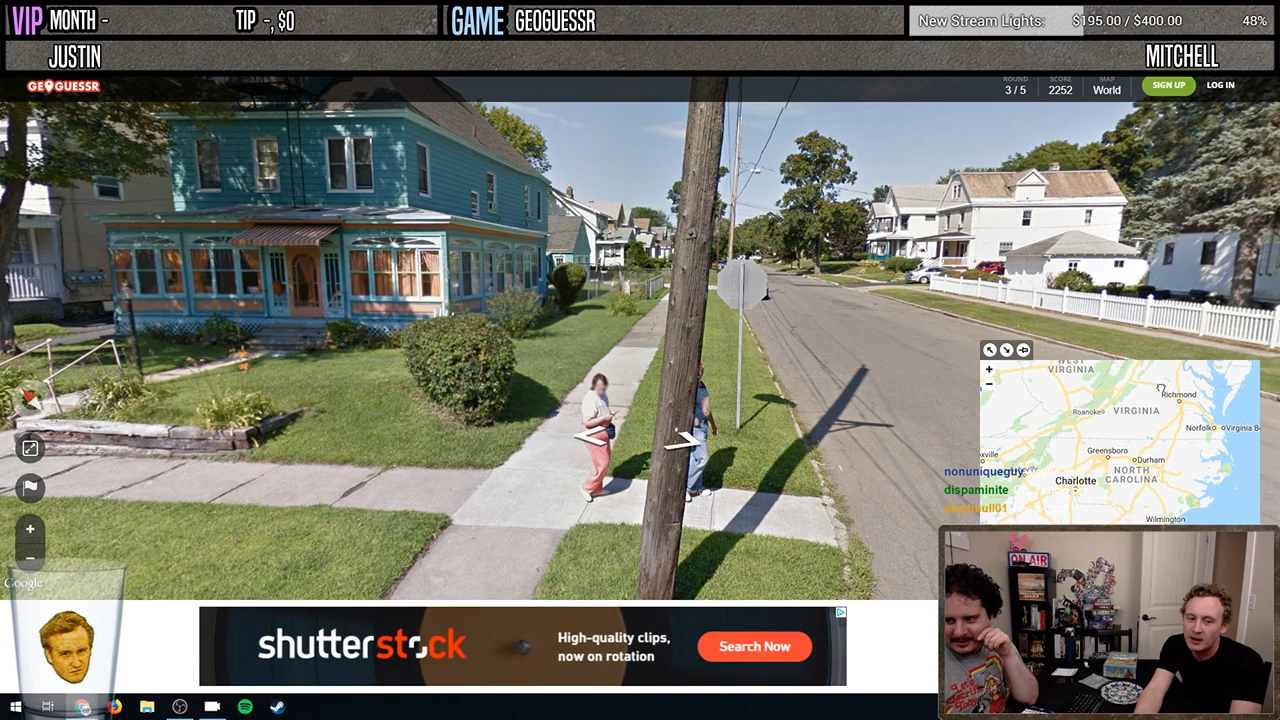 VIP MONTH -
TIP -, $0
GAME GEOGUESSR
New Stream Lights: $195.00 / $400.00 48%
JUSTIN
MITCHELL
GEOGUESSR
ROUND
3 / 5
SCORE
2252
MAP
World
SIGN UP
LOG IN
WEST
VIRGINIA
Richmond
Roanoke
VIRGINIA
Norfolk
Virginia B
Greensboro
Durham
NORTH
CAROLINA
Charlotte
Wilmington
nonuniqueguy
dispaminite
Google
ON AIR
shutterstock
High-quality clips,
now on rotation
Search Now